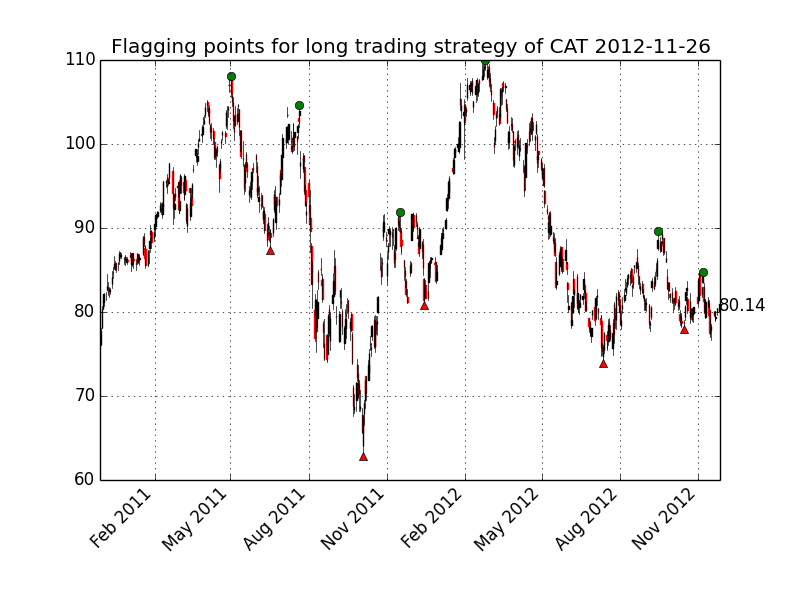 Flagging points for long trading strategy of CAT 2012-11-26
110
100
90
80
70
60
80.14
Feb 2011
May 2011
Aug 2011
Nov 2011
Feb 2012
May 2012
Aug 2012
Nov 2012